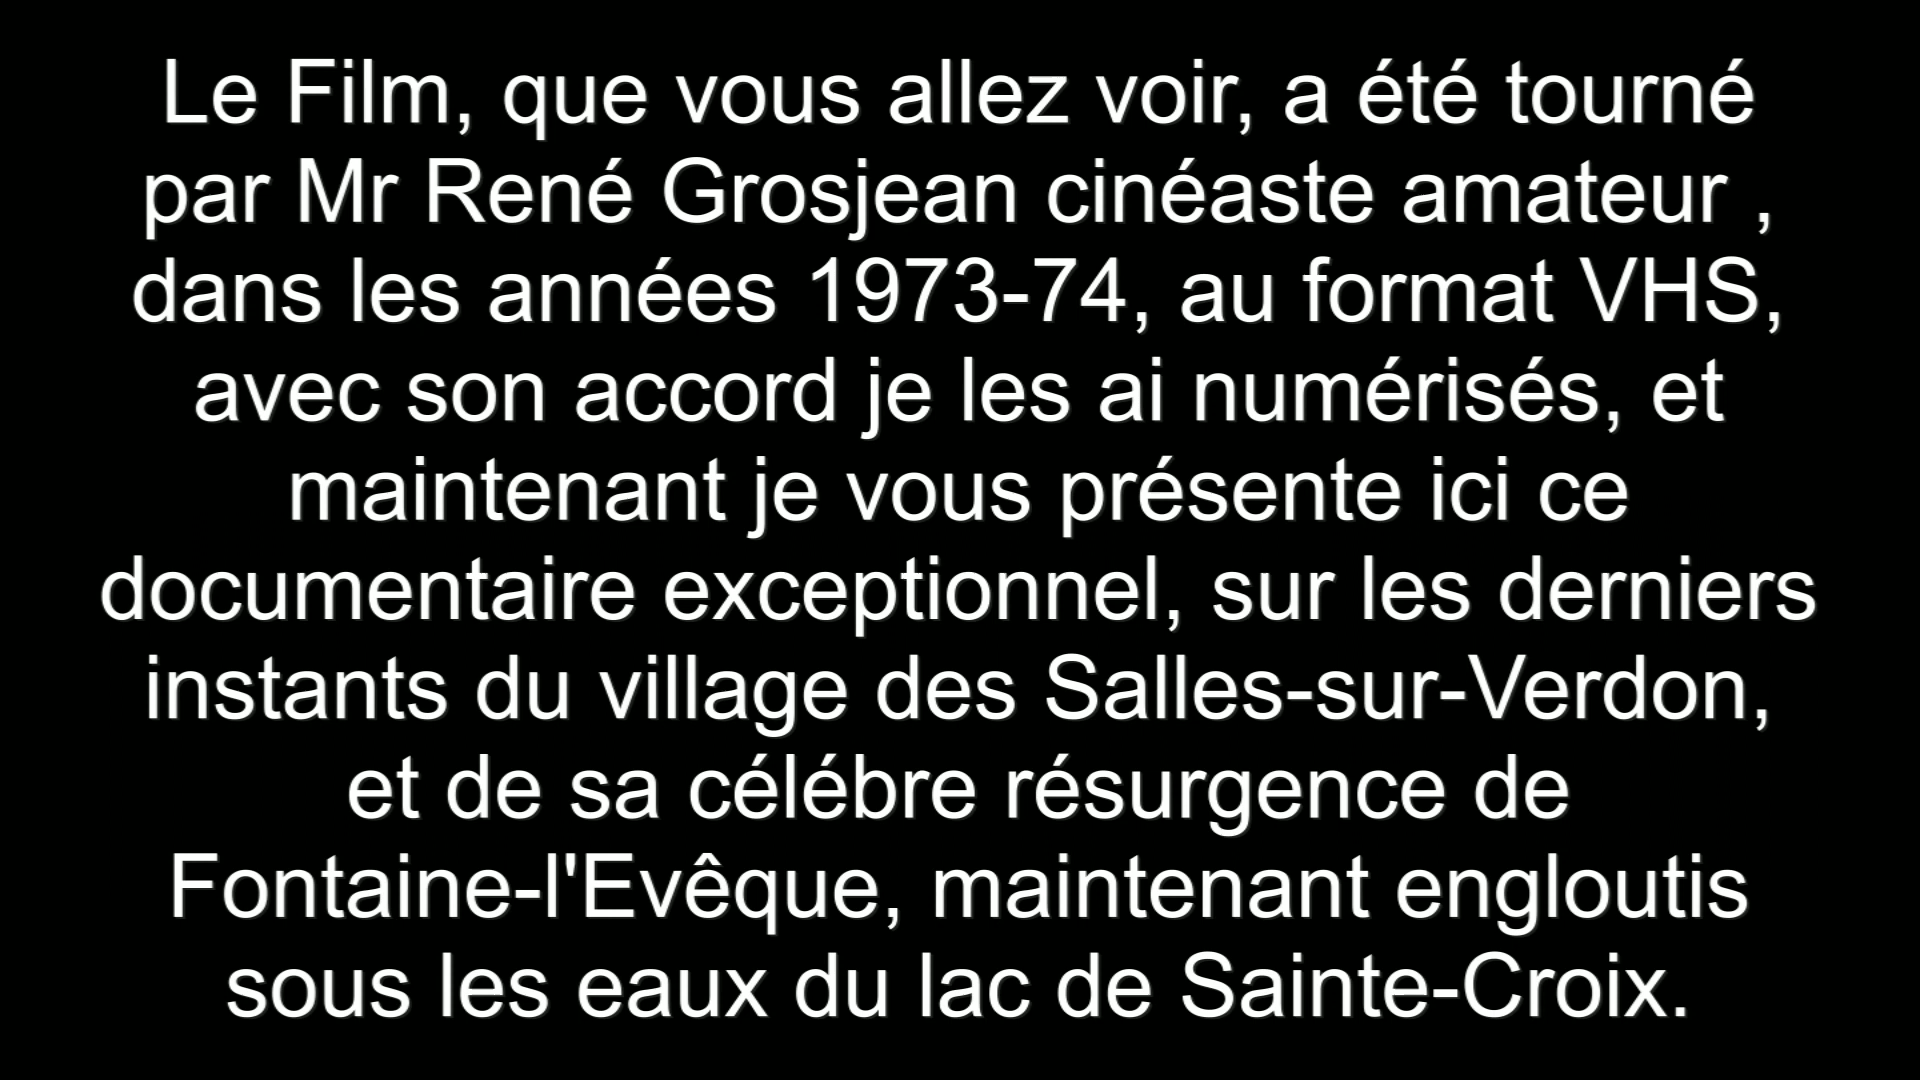 Le Film, que vous allez voir, a été tourné
par Mr René Grosjean cinéaste amateur ,
dans les années 1973-74, au format VHS,
avec son accord je les ai numérisés, et
maintenant je vous présente ici ce
documentaire exceptionnel, sur les derniers
instants du village des Salles-sur-Verdon,
et de sa célébre résurgence de
Fontaine-l'Evêque, maintenant engloutis
sous les eaux du lac de Sainte-Croix.